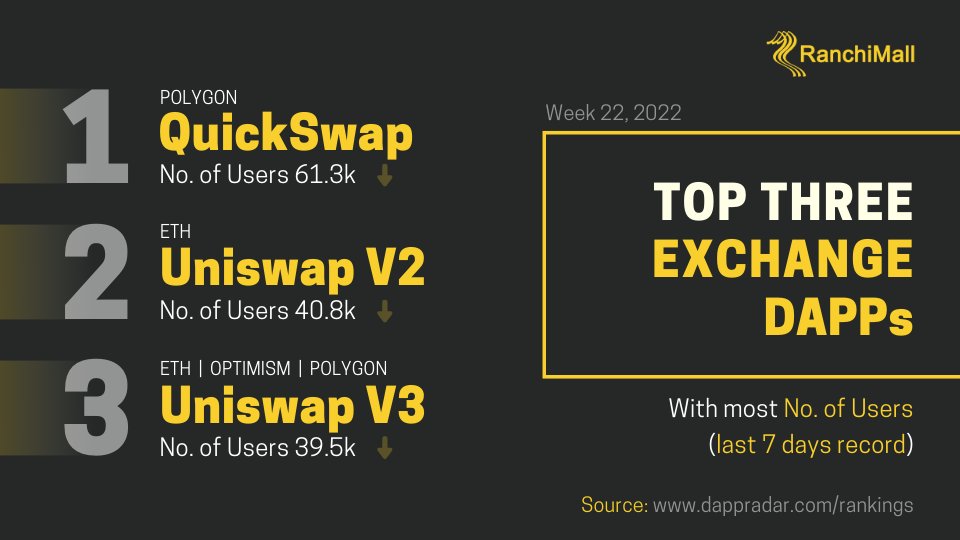 RanchiMall
Week 22, 2022
TOP THREE
EXCHANGE
DAPPs
With most No. of Users
(last 7 days record)
Source: www.dappradar.com/rankings
1
POLYGON
QuickSwap
No. of Users 61.3k
2
ETH
Uniswap V2
No. of Users 40.8k
3
ETH | OPTIMISM | POLYGON
Uniswap V3
No. of Users 39.5k